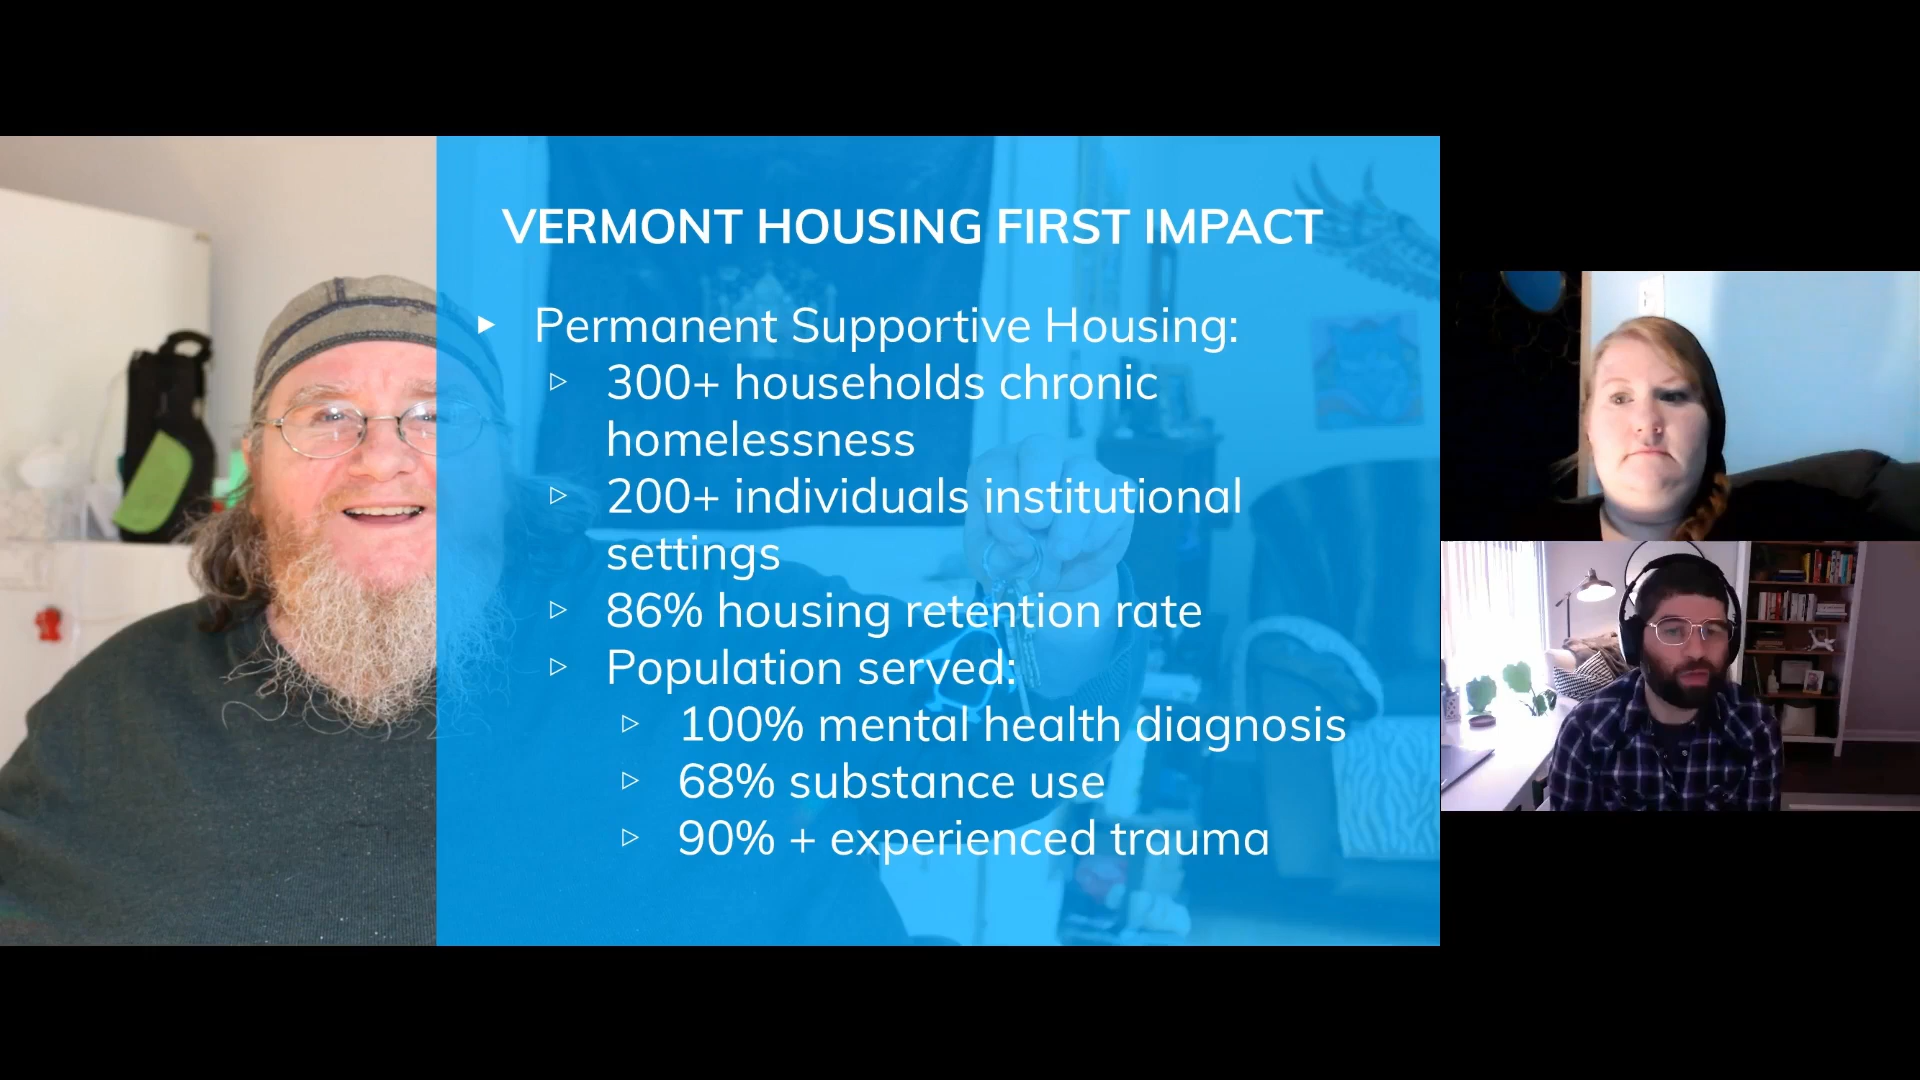 VERMONT HOUSING FIRST IMPACT
Permanent Supportive Housing:
300+ households chronic
homelessness
200+ individuals institutional
settings
86% housing retention rate
Population served:
100% mental health diagnosis
68% substance use
90% + experienced trauma